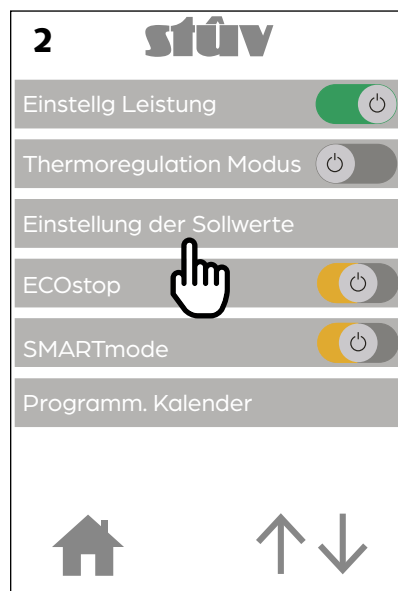 2 stûv
Einstellg Leistung
Thermoregulation Modus
Einstellung der Sollwerte
ECOstop
SMARTmode
Programm. Kalender